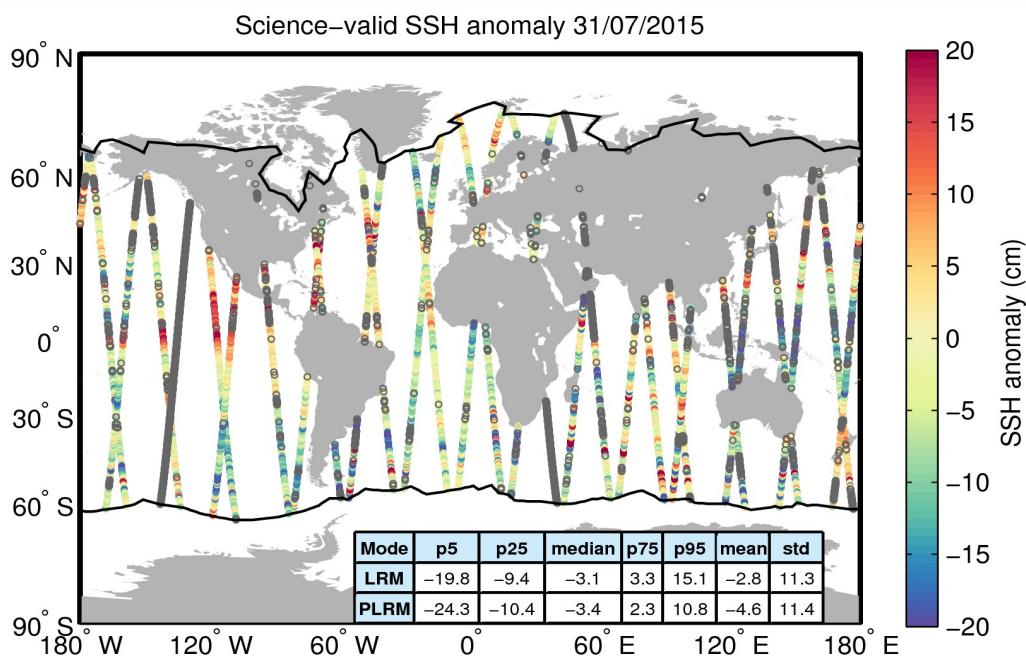 Science−valid SSH anomaly 31/07/2015
90° N
60° N
30° N
0°
30° S
60° S
90° S
180° W
120° W
60° W
0°
60° E
120° E
180° E
20
15
10
5
0
−5
−10
−15
−20
SSH anomaly (cm)
Mode p5 p25 median p75 p95 mean std
LRM −19.8 −9.4 −3.1 3.3 15.1 −2.8 11.3
PLRM −24.3 −10.4 −3.4 2.3 10.8 −4.6 11.4